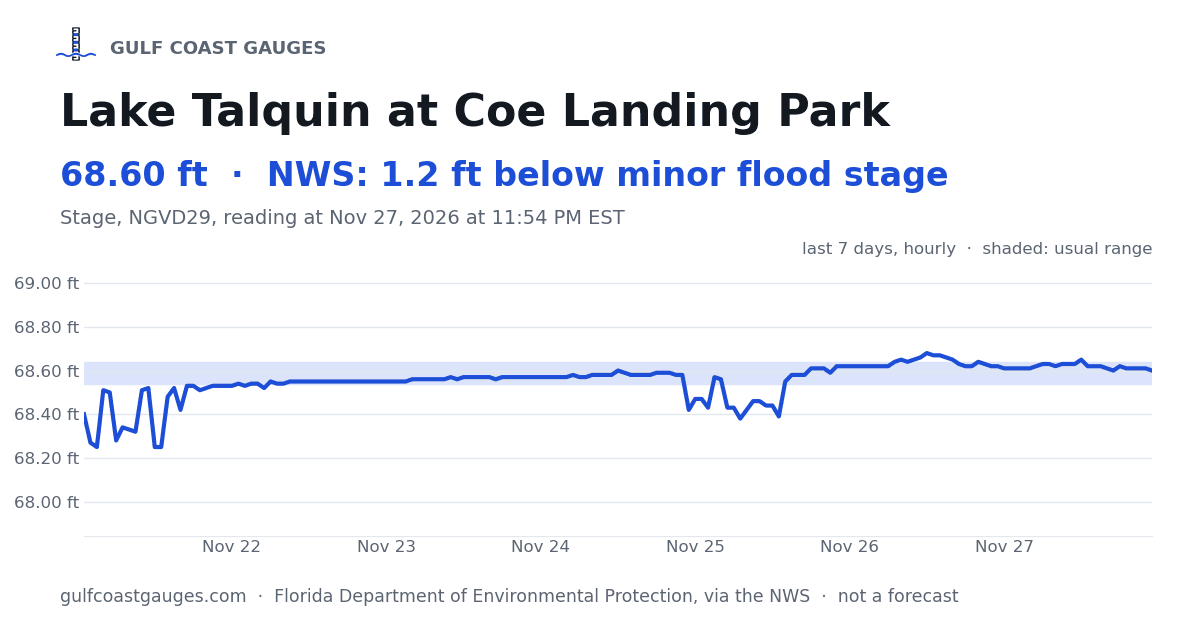 GULF COAST GAUGES
Lake Talquin at Coe Landing Park
68.60 ft · NWS: 1.2 ft below minor flood stage
Stage, NGVD29, reading at Nov 27, 2026 at 11:54 PM EST
last 7 days, hourly · shaded: usual range
69.00 ft
68.80 ft
68.60 ft
68.40 ft
68.20 ft
68.00 ft
Nov 22 Nov 23 Nov 24 Nov 25 Nov 26 Nov 27
gulfcoastgauges.com · Florida Department of Environmental Protection, via the NWS · not a forecast